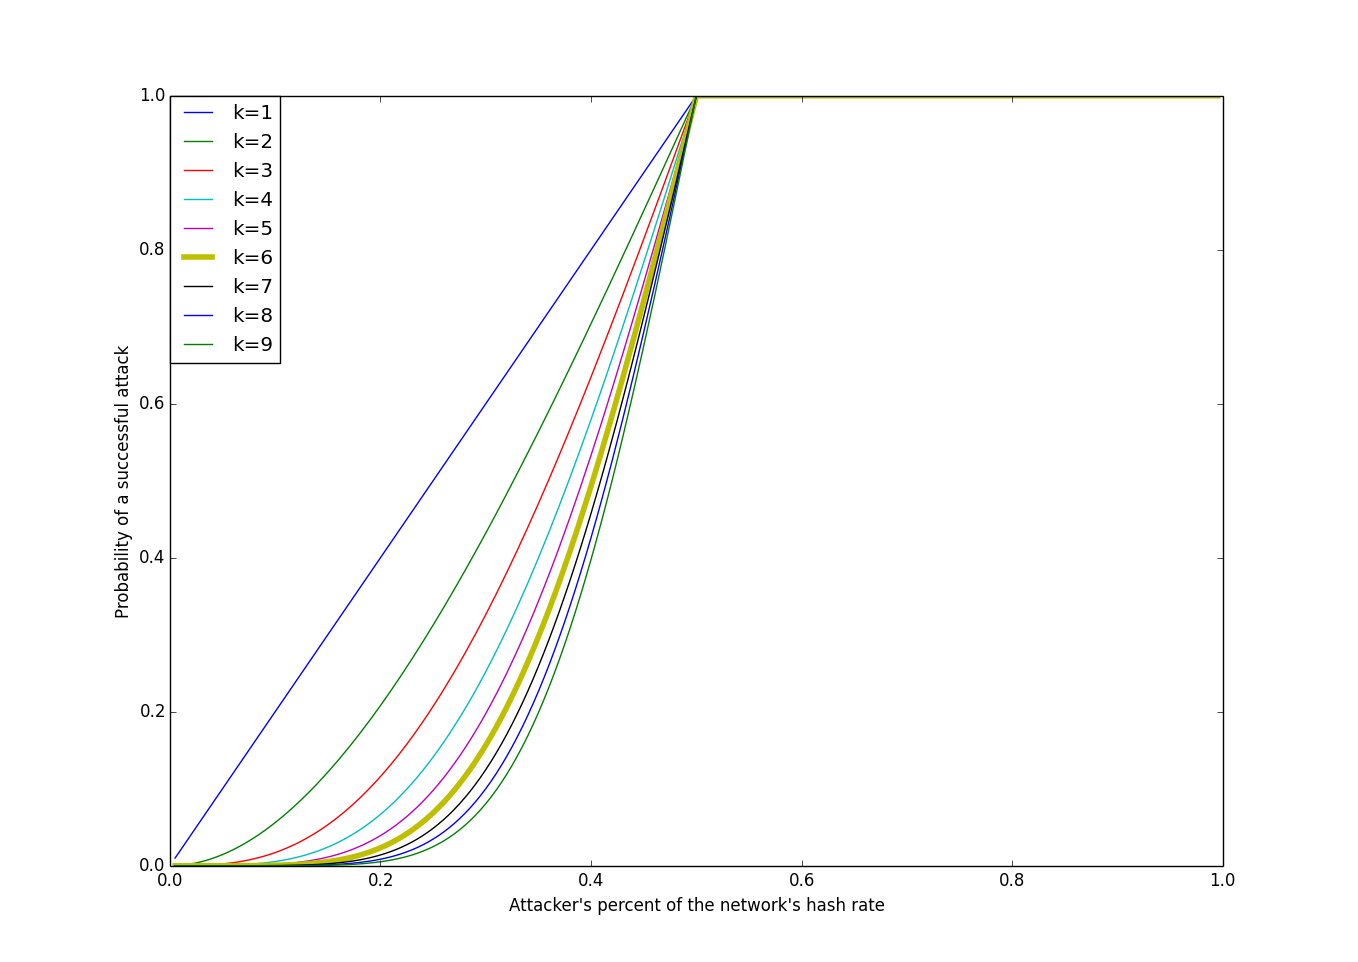 1.0
k=1
k=2
k=3
k=4
k=5
k=6
k=7
k=8
k=9
0.8
0.6
0.4
0.2
0.0
Probability of a successful attack
0.0 0.2 0.4 0.6 0.8 1.0
Attacker's percent of the network's hash rate